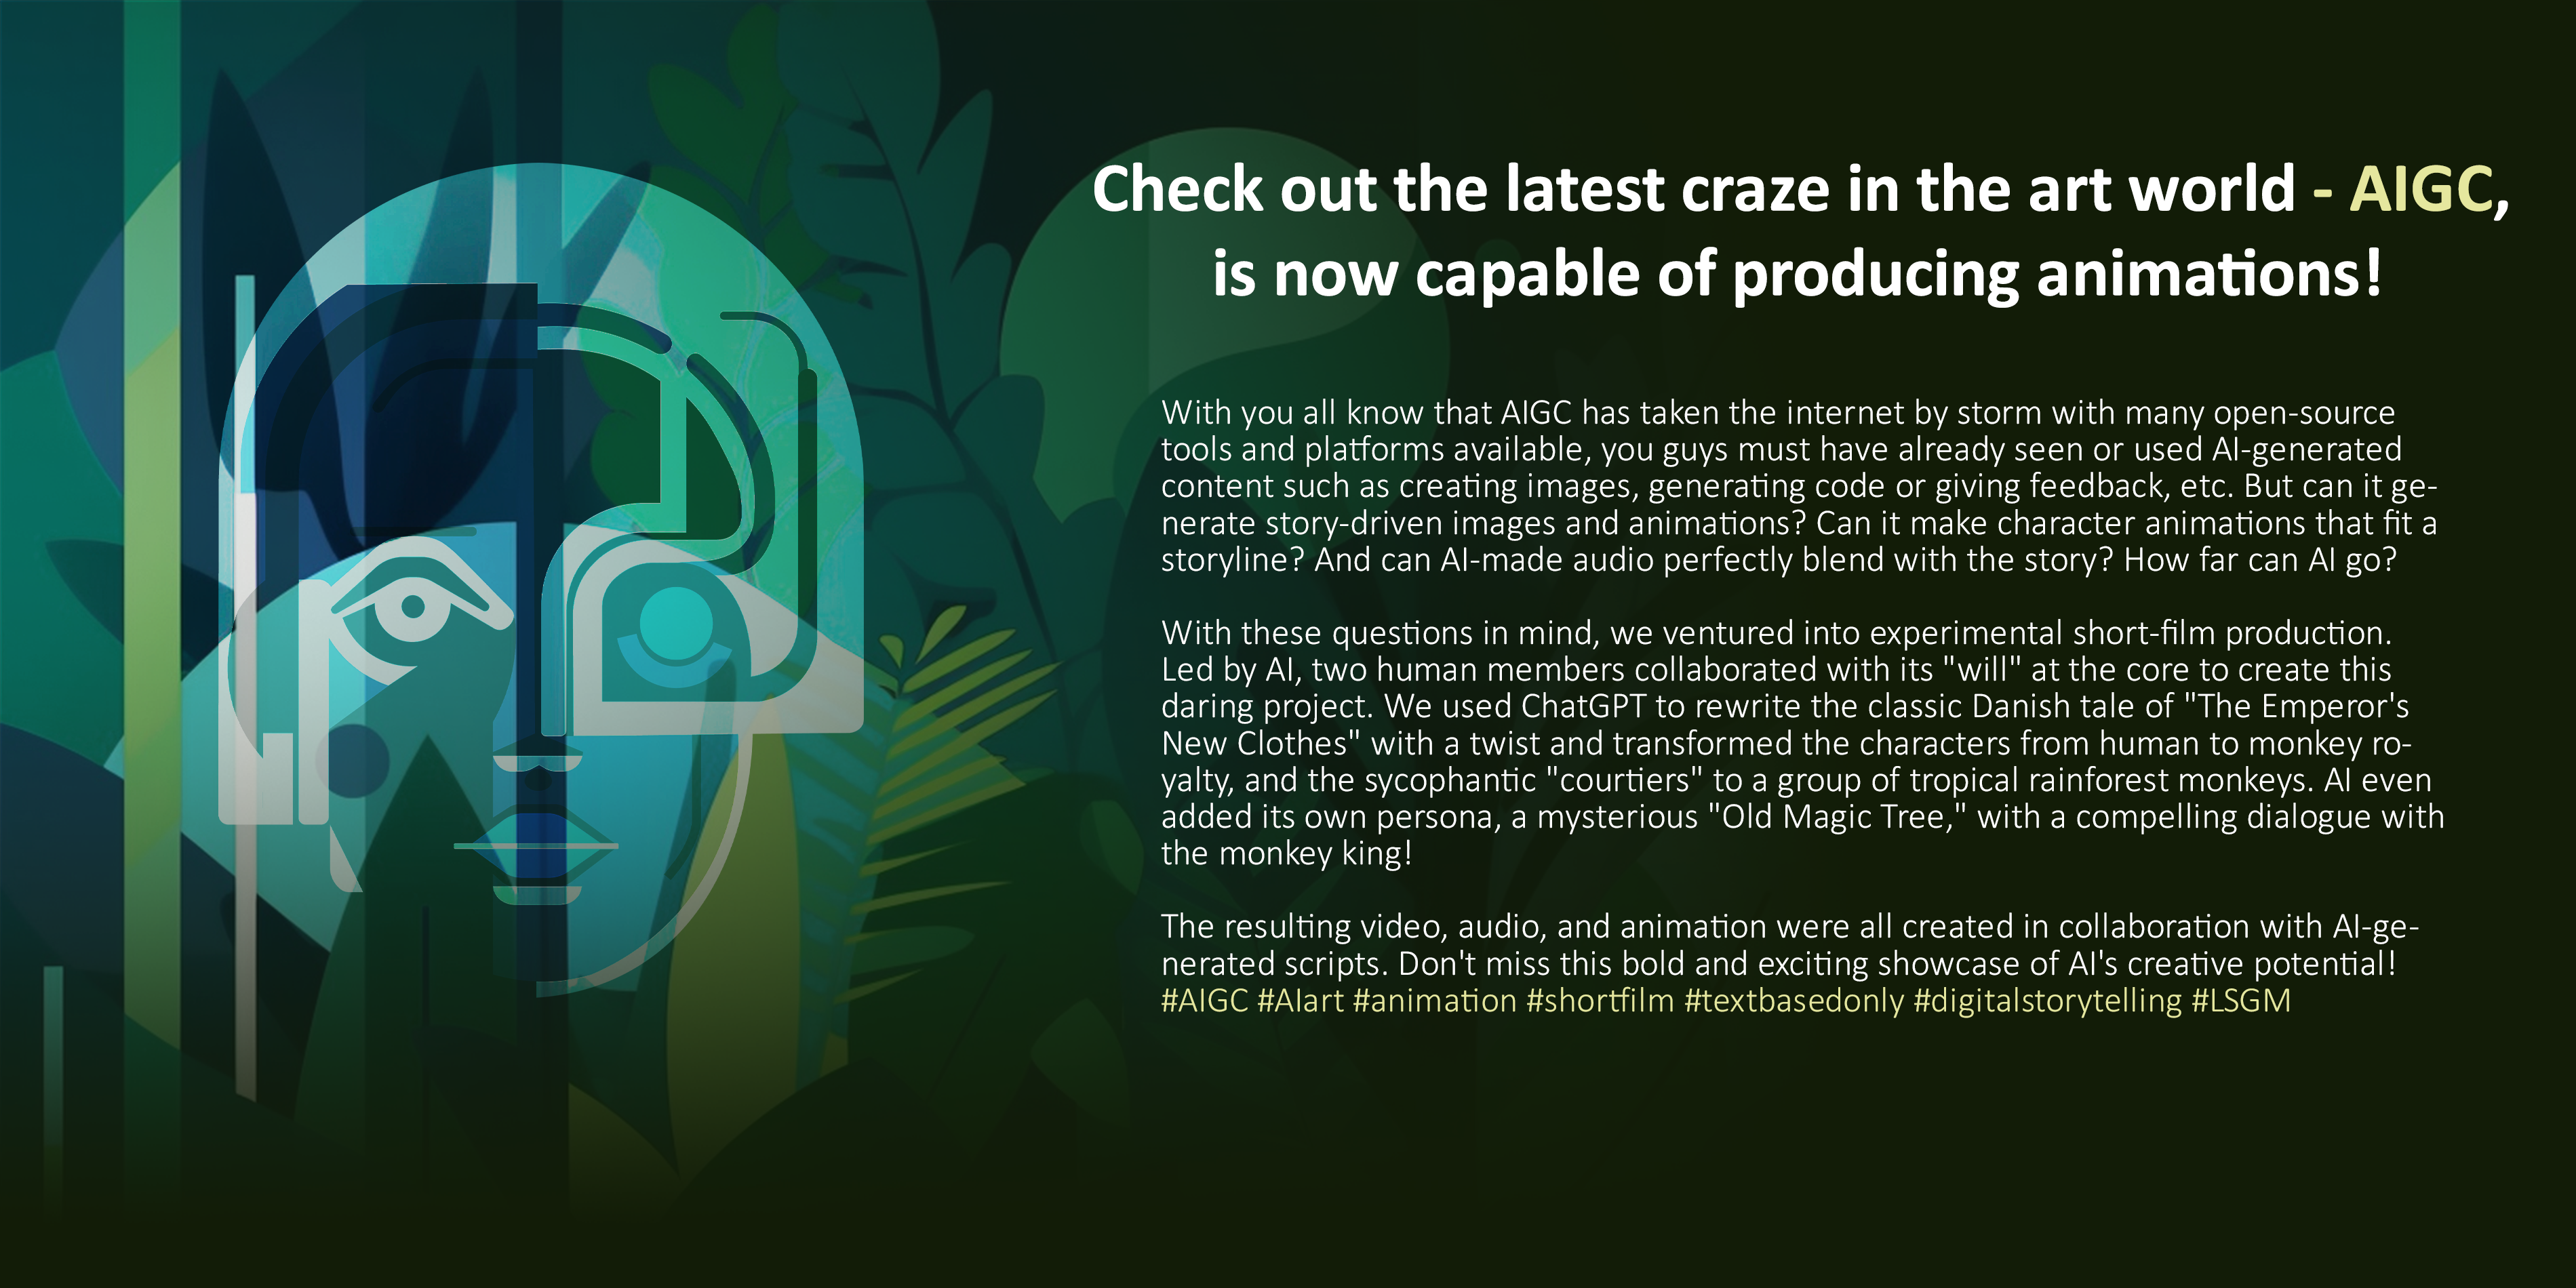 Check out the latest craze in the art world - AIGC,
is now capable of producing animations!
With you all know that AIGC has taken the internet by storm with many open-source
tools and platforms available, you guys must have already seen or used AI-generated
content such as creating images, generating code or giving feedback, etc. But can it ge-
nerate story-driven images and animations? Can it make character animations that fit a
storyline? And can AI-made audio perfectly blend with the story? How far can AI go?
With these questions in mind, we ventured into experimental short-film production.
Led by AI, two human members collaborated with its "will" at the core to create this
daring project. We used ChatGPT to rewrite the classic Danish tale of "The Emperor's
New Clothes" with a twist and transformed the characters from human to monkey ro-
yalty, and the sycophantic "courtiers" to a group of tropical rainforest monkeys. AI even
added its own persona, a mysterious "Old Magic Tree," with a compelling dialogue with
the monkey king!
The resulting video, audio, and animation were all created in collaboration with AI-ge-
nerated scripts. Don't miss this bold and exciting showcase of AI's creative potential!
#AIGC #AIart #animation #shortfilm #textbasedonly #digitalstorytelling #LSGM